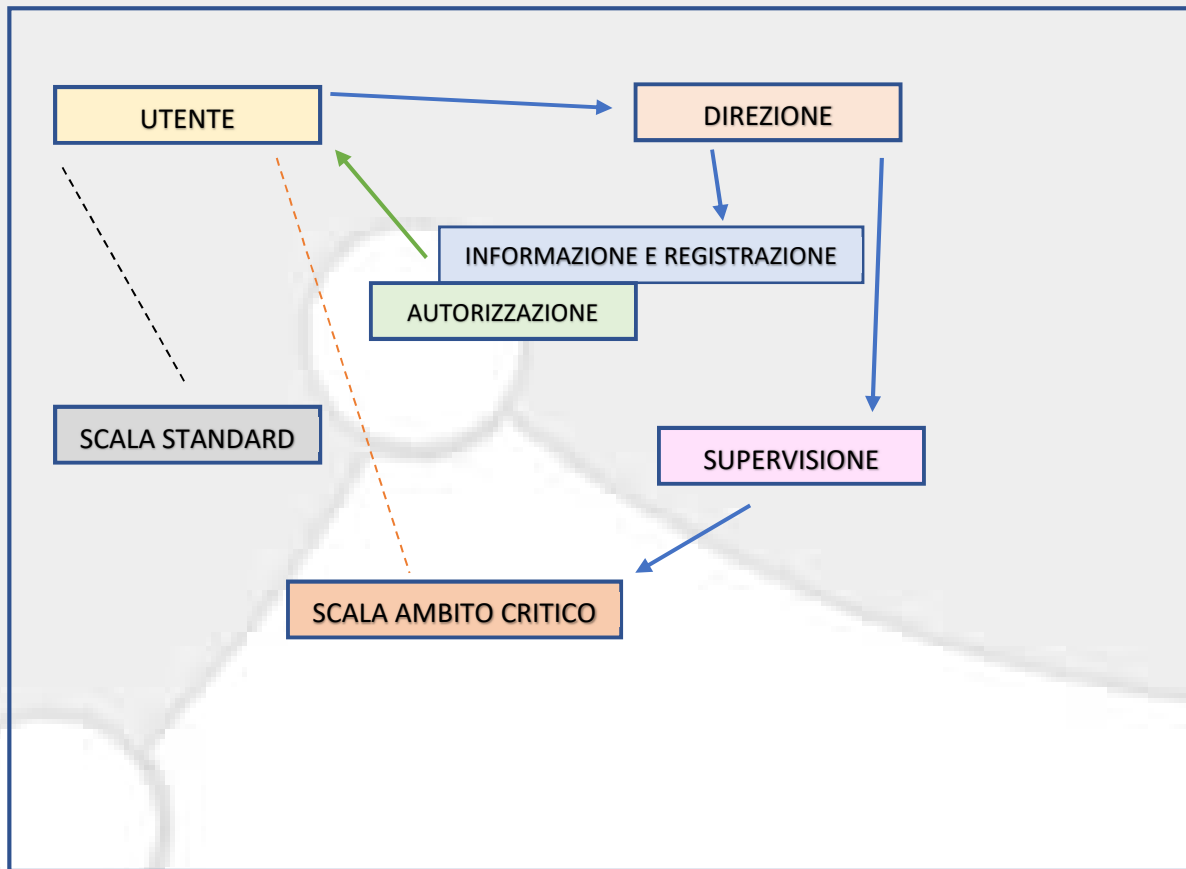 UTENTE
DIREZIONE
INFORMAZIONE E REGISTRAZIONE
AUTORIZZAZIONE
SCALA STANDARD
SUPERVISIONE
SCALA AMBITO CRITICO